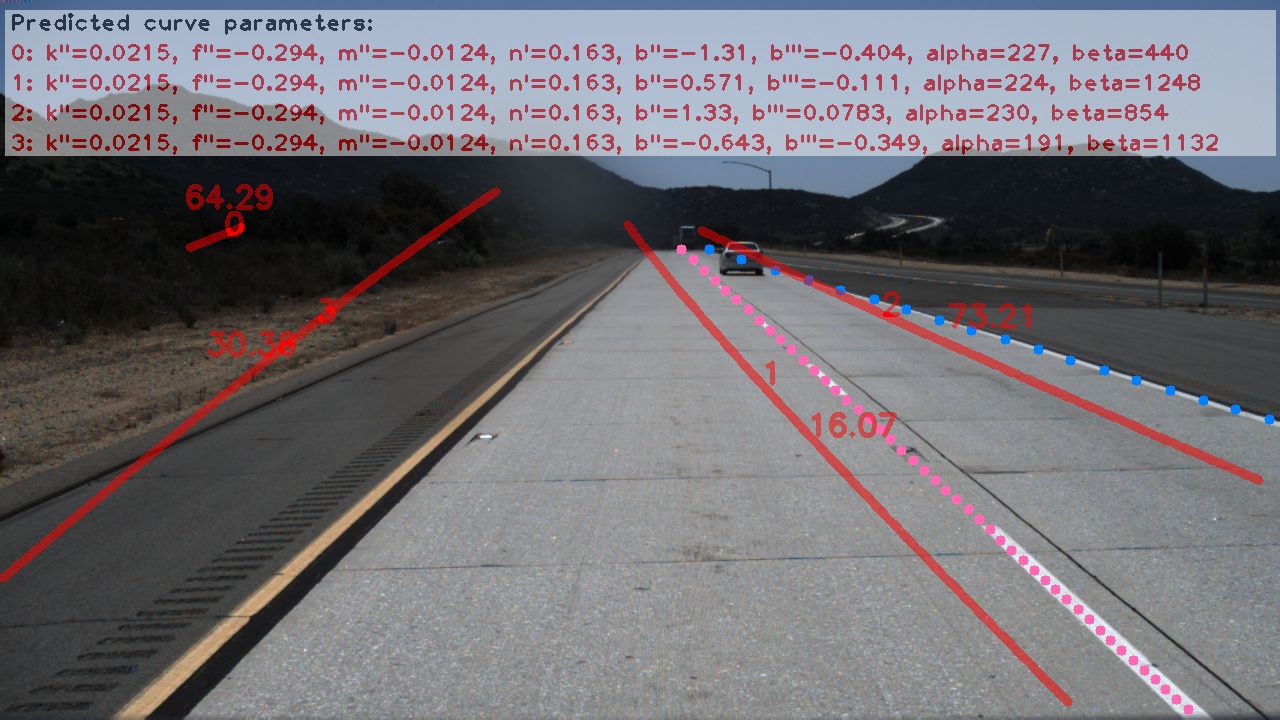 Predicted curve parameters:
0: k''=0.0215, f''=-0.294, m''=-0.0124, n'=0.163, b''=-1.31, b'''=-0.404, alpha=227, beta=440
1: k''=0.0215, f''=-0.294, m''=-0.0124, n'=0.163, b''=0.571, b'''=-0.111, alpha=224, beta=1248
2: k''=0.0215, f''=-0.294, m''=-0.0124, n'=0.163, b''=1.33, b'''=0.0783, alpha=230, beta=854
3: k''=0.0215, f''=-0.294, m''=-0.0124, n'=0.163, b''=-0.643, b'''=-0.349, alpha=191, beta=1132
64.29
0
3
2
73.21
30.38
1
16.07